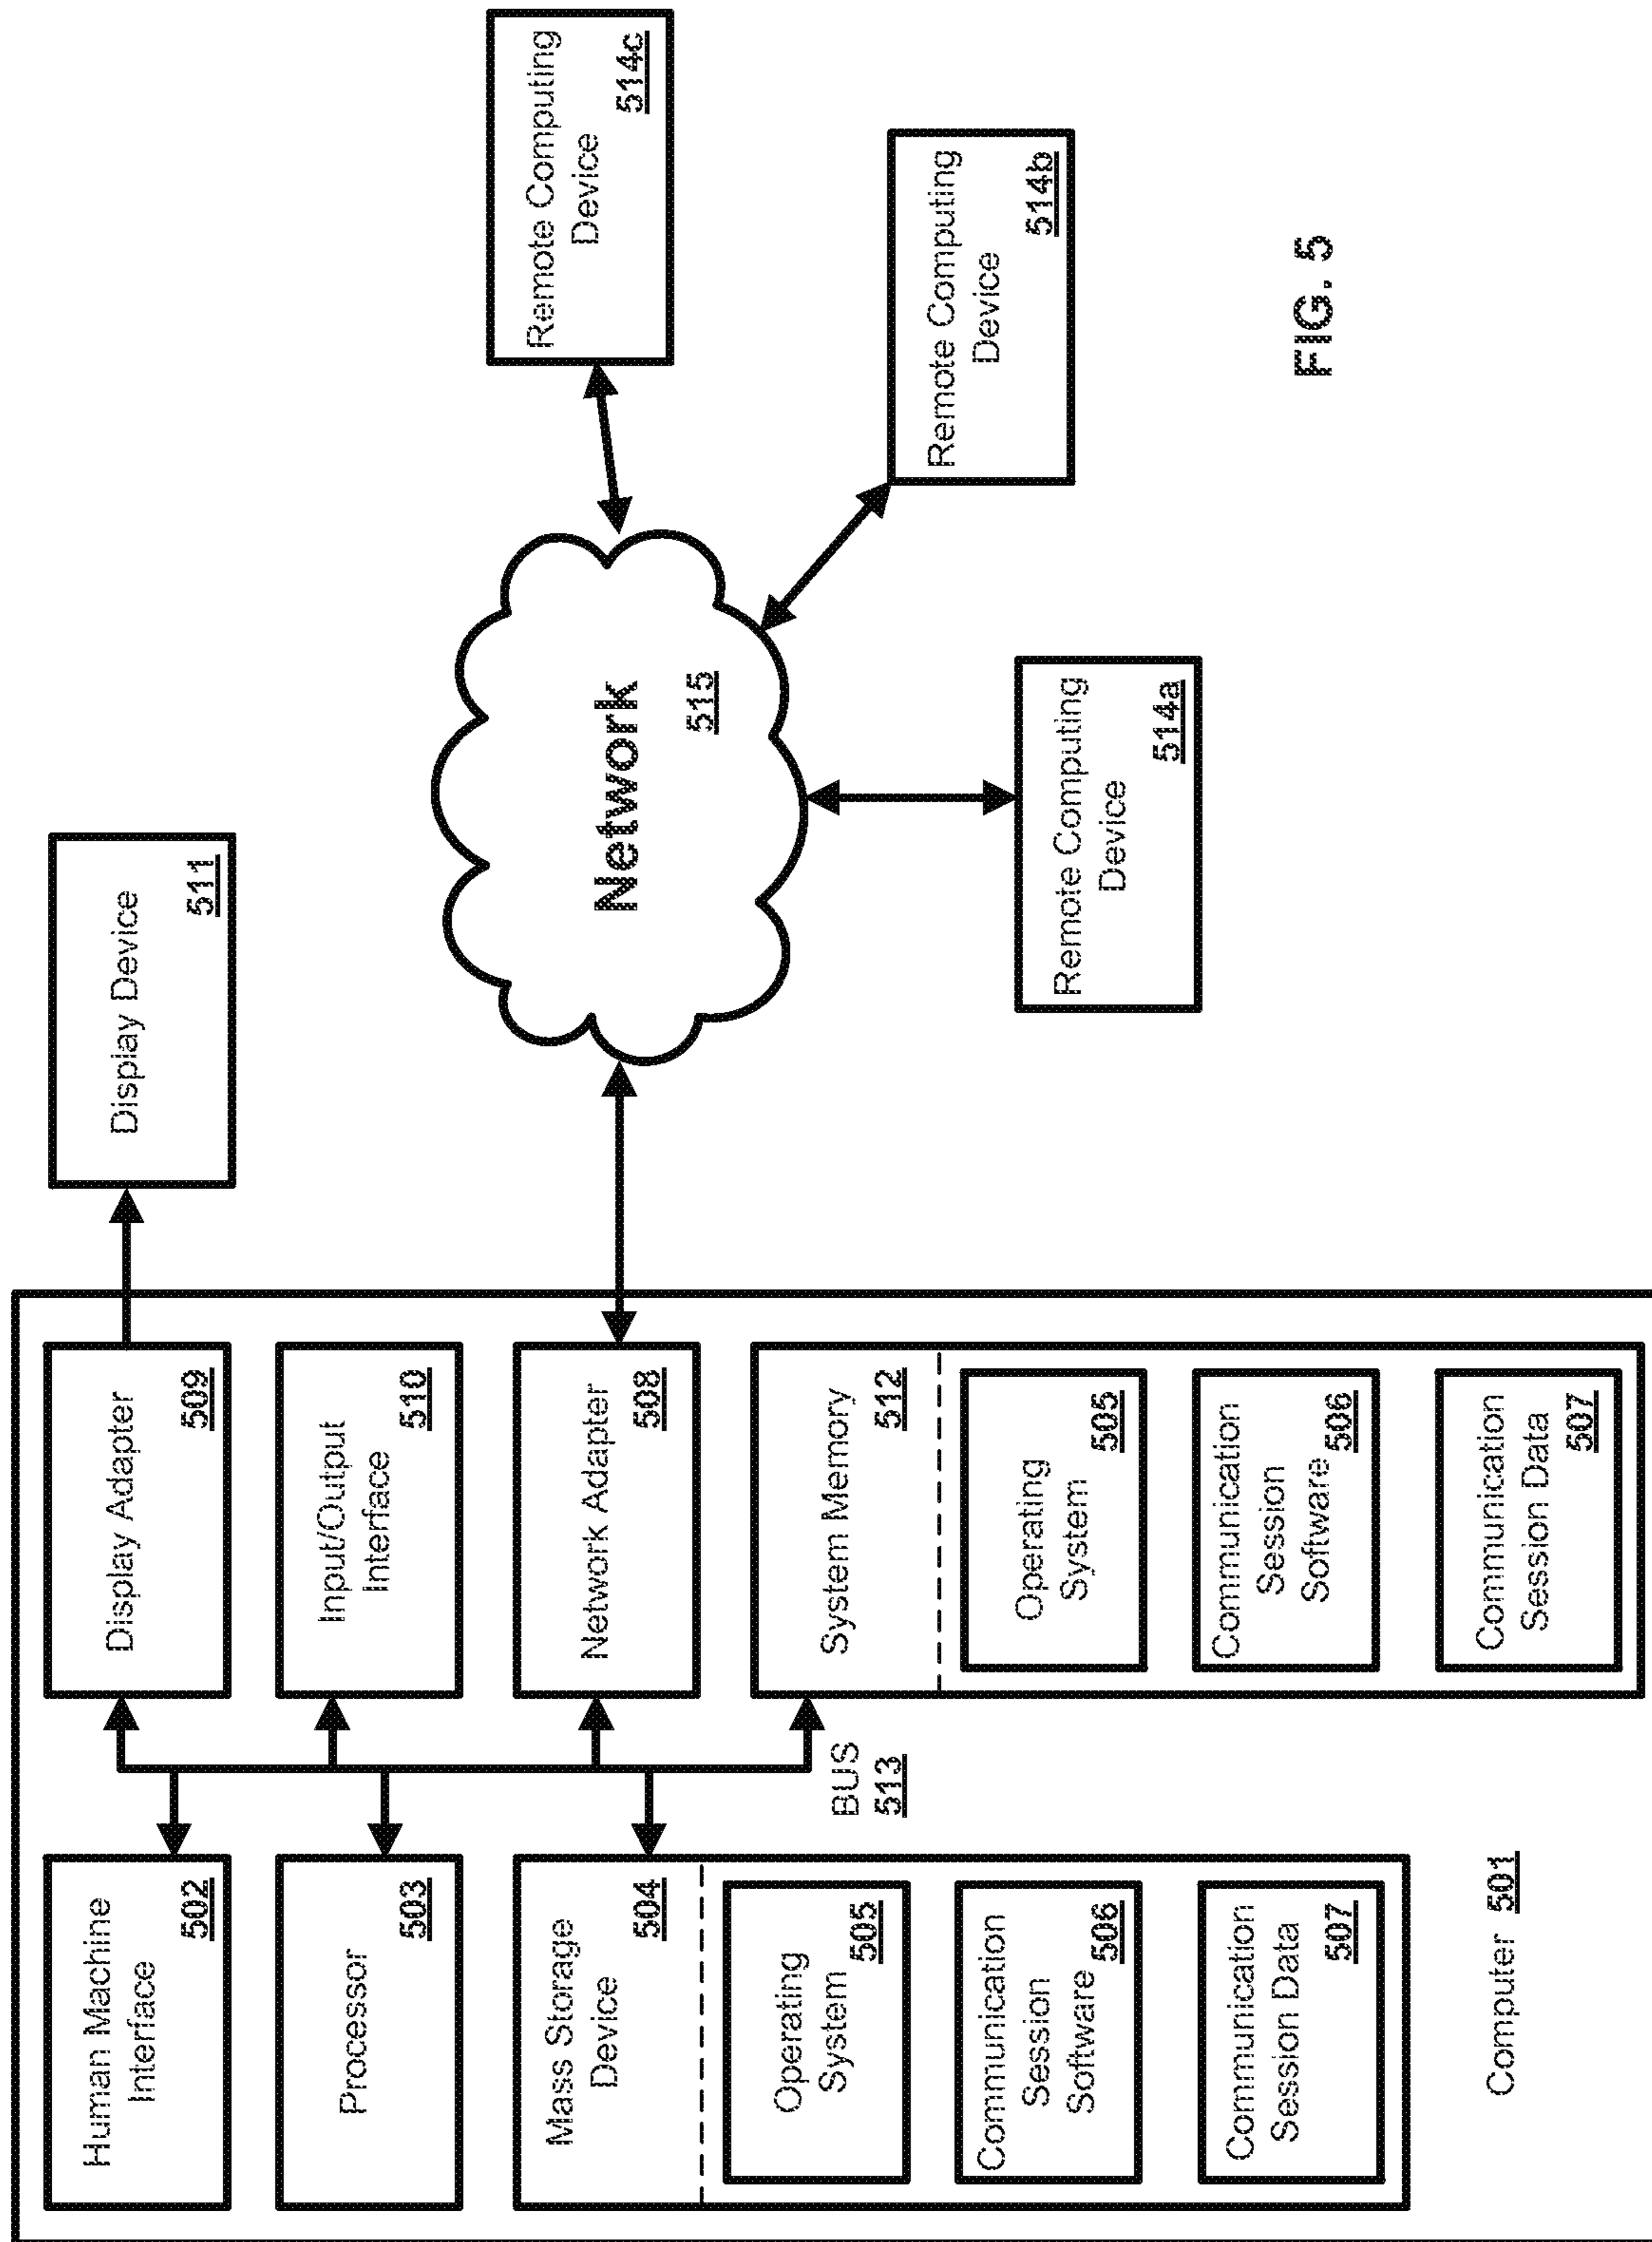 Human Machine
Interface
502
Processor
503
Mass Storage
Device
504
Operating
System
505
Communication
Session
Software
506
Communication
Session Data
507
Computer 501
BUS
513
Display Adapter
509
Input/Output
Interface
510
Network Adapter
508
System Memory
512
Operating
System
505
Communication
Session
Software
506
Communication
Session Data
507
Display Device
511
Network
515
Remote Computing
Device
514a
Remote Computing
Device
514b
Remote Computing
Device
514c
FIG. 5